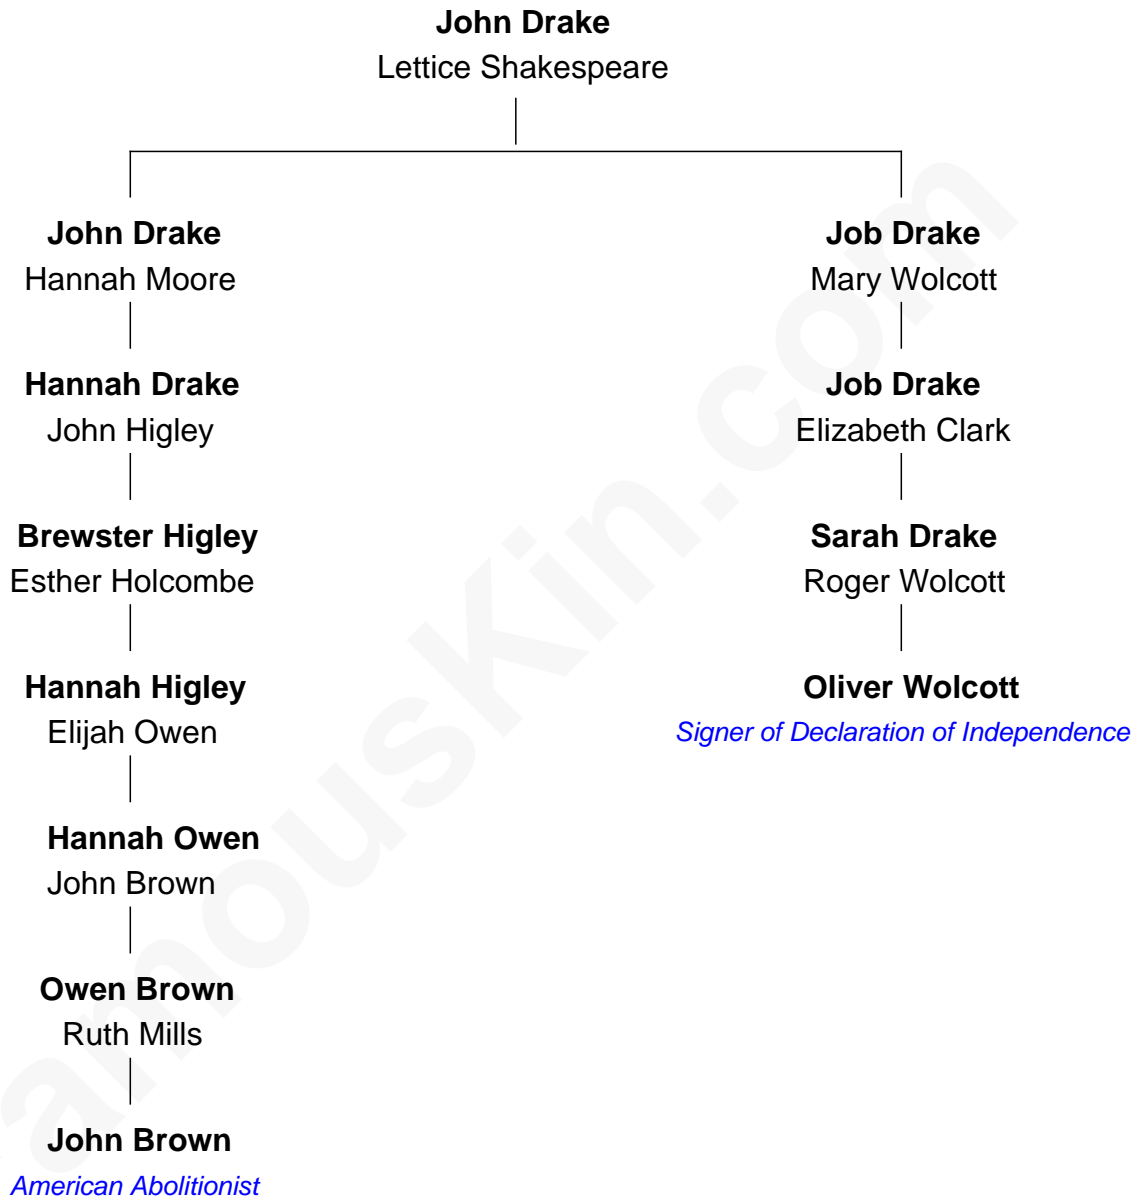 John Drake
Lettice Shakespeare
John Drake
Hannah Moore
Job Drake
Mary Wolcott
Hannah Drake
John Higley
Job Drake
Elizabeth Clark
Brewster Higley
Esther Holcombe
Sarah Drake
Roger Wolcott
Hannah Higley
Elijah Owen
Oliver Wolcott
Signer of Declaration of Independence
Hannah Owen
John Brown
Owen Brown
Ruth Mills
John Brown
American Abolitionist
amouskin.com